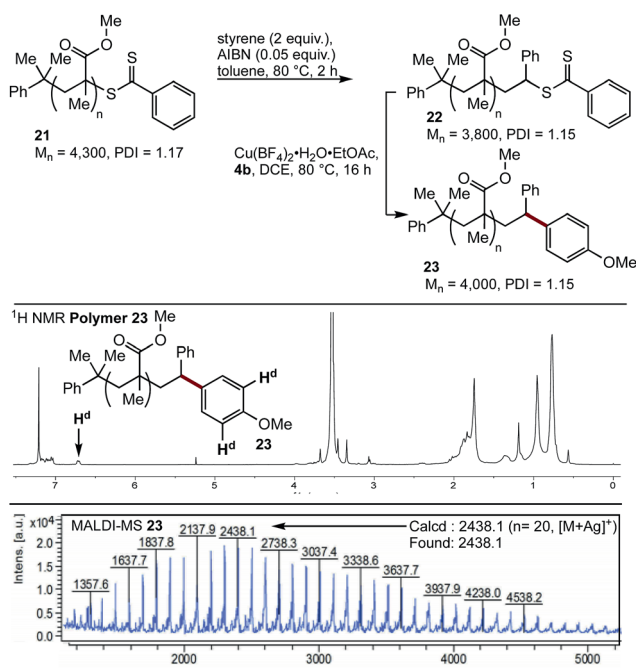 Me
O
O
Me
Me
Ph
Me
n
S
S
21
Mn = 4,300, PDI = 1.17
styrene (2 equiv.),
AIBN (0.05 equiv.)
toluene, 80 °C, 2 h
Me
O
O
Ph
S
Me
Me
Ph
Me
n
S
22
Mn = 3,800, PDI = 1.15
Cu(BF4)2•H2O•EtOAc,
4b, DCE, 80 °C, 16 h
Me
O
O
Ph
Me
Me
Ph
Me
n
OMe
23
Mn = 4,000, PDI = 1.15
1H NMR Polymer 23
Me
O
O
Ph
Me
Me
Ph
Me
n
Hd
OMe
Hd
23
Hd
7 6 5 4 3 2 1 0
MALDI-MS 23
Calcd : 2438.1 (n= 20, [M+Ag]+)
Found: 2438.1
Intens. [a.u.]
x104
2.0
1.5
1.0
0.5
0.0
1357.6
1637.7
1837.8
2137.9
2438.1
2738.3
3037.4
3338.6
3637.7
3937.9
4238.0
4538.2
2000 3000 4000 5000